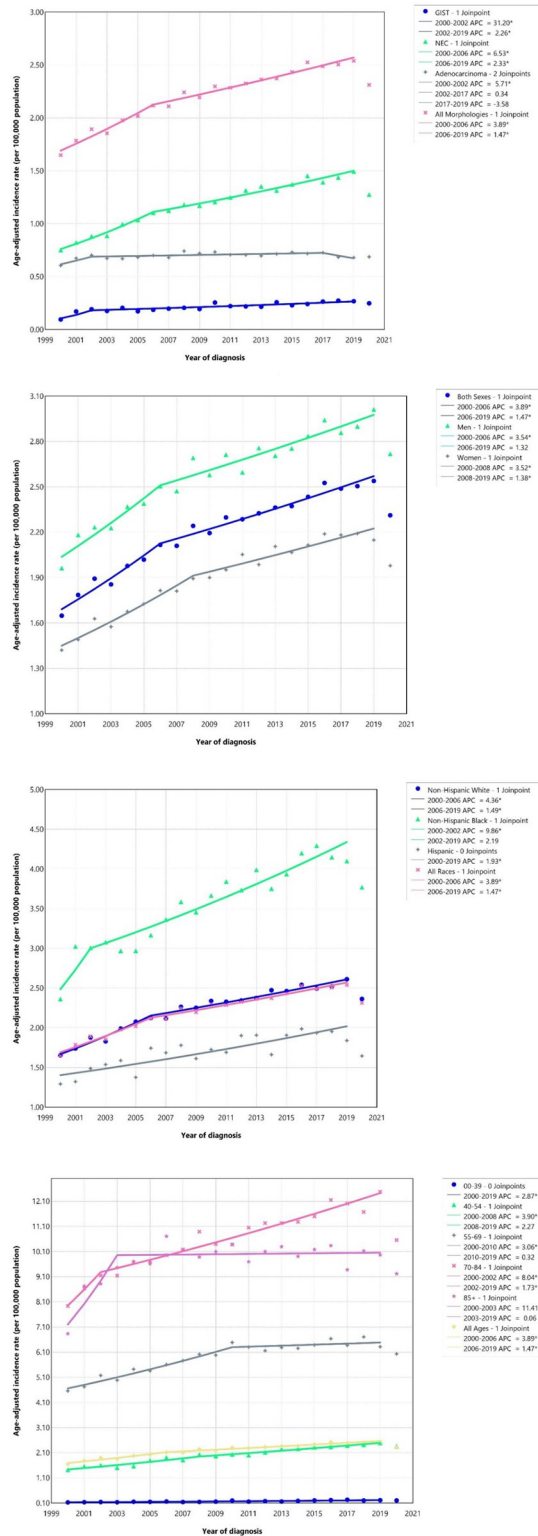 3.00
2.50
2.00
1.50
1.00
0.50
0.00
Age-adjusted incidence rate (per 100,000 population)
1999 2001 2003 2005 2007 2009 2011 2013 2015 2017 2019 2021
Year of diagnosis
GIST - 1 Joinpoint
2000-2002 APC = 31.20*
2002-2019 APC = 2.26*
NEC - 1 Joinpoint
2000-2006 APC = 6.53*
2006-2019 APC = 2.33*
Adenocarcinoma - 2 Joinpoints
2000-2002 APC = 5.71*
2002-2017 APC = 0.34
2017-2019 APC = -3.58
All Morphologies - 1 Joinpoint
2000-2006 APC = 3.89*
2006-2019 APC = 1.47*
3.10
2.80
2.50
2.20
1.90
1.60
1.30
1.00
Age-adjusted incidence rate (per 100,000 population)
1999 2001 2003 2005 2007 2009 2011 2013 2015 2017 2019 2021
Year of diagnosis
Both Sexes - 1 Joinpoint
2000-2006 APC = 3.89*
2006-2019 APC = 1.47*
Men - 1 Joinpoint
2000-2006 APC = 3.54*
2006-2019 APC = 1.32
Women - 1 Joinpoint
2000-2008 APC = 3.52*
2008-2019 APC = 1.38*
5.00
4.50
4.00
3.50
3.00
2.50
2.00
1.50
1.00
Age-adjusted incidence rate (per 100,000 population)
1999 2001 2003 2005 2007 2009 2011 2013 2015 2017 2019 2021
Year of diagnosis
Non-Hispanic White - 1 Joinpoint
2000-2006 APC = 4.36*
2006-2019 APC = 1.49*
Non-Hispanic Black - 1 Joinpoint
2000-2002 APC = 9.86*
2002-2019 APC = 2.19
Hispanic - 0 Joinpoints
2000-2019 APC = 1.93*
All Races - 1 Joinpoint
2000-2006 APC = 3.89*
2006-2019 APC = 1.47*
12.10
11.10
10.10
9.10
8.10
7.10
6.10
5.10
4.10
3.10
2.10
1.10
0.10
Age-adjusted incidence rate (per 100,000 population)
1999 2001 2003 2005 2007 2009 2011 2013 2015 2017 2019 2021
Year of diagnosis
00-39 - 0 Joinpoints
2000-2019 APC = 2.87*
40-54 - 1 Joinpoint
2000-2008 APC = 3.90*
2008-2019 APC = 2.27
55-69 - 1 Joinpoint
2000-2010 APC = 3.06*
2010-2019 APC = 0.32
70-84 - 1 Joinpoint
2000-2002 APC = 8.04*
2002-2019 APC = 1.73*
85+ - 1 Joinpoint
2000-2003 APC = 11.41
2003-2019 APC = 0.06
All Ages - 1 Joinpoint
2000-2006 APC = 3.89*
2006-2019 APC = 1.47*